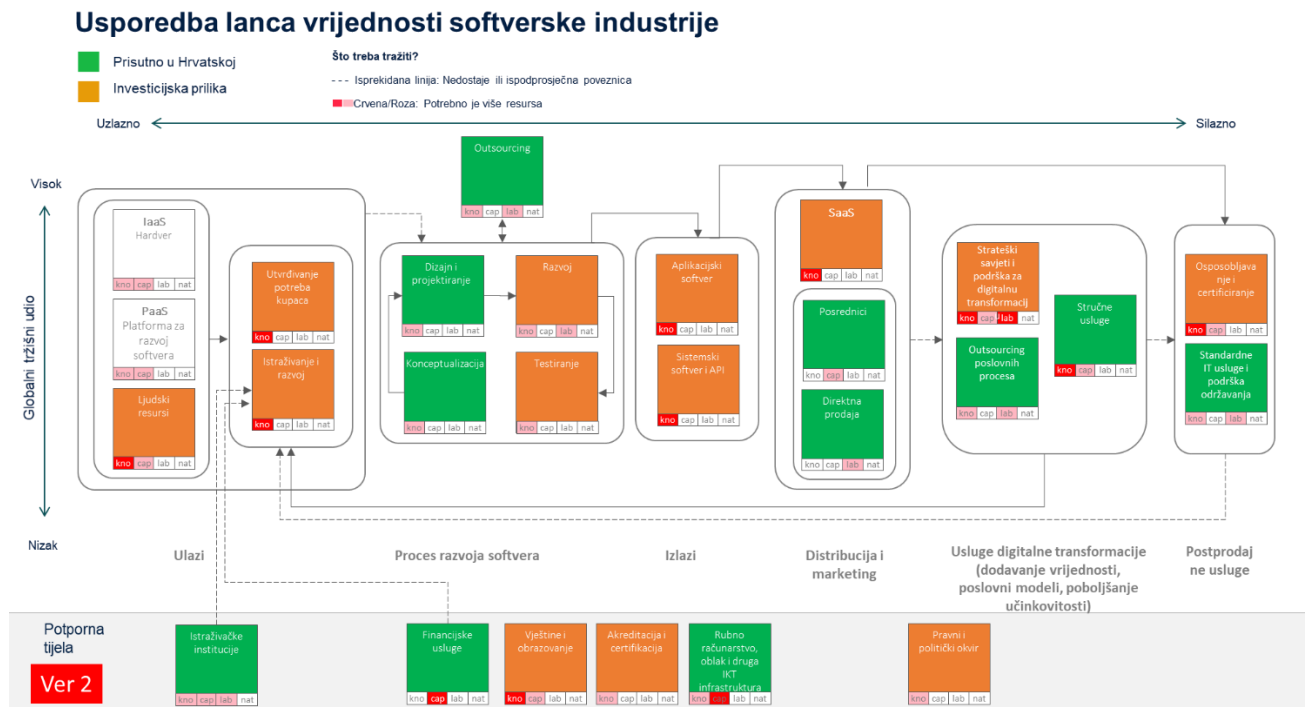 Usporedba lanca vrijednosti softverske industrije
Prisutno u Hrvatskoj
Investicijska prilika
Što treba tražiti?
--- Isprekidana linija: Nedostaje ili ispodprosječna poveznica
Crvena/Roza: Potrebno je više resursa
Uzlazno
Silazno
Visok
Globalni tržišni udio
Nizak
IaaS
Hardver
kno cap lab nat
PaaS
Platforma za
razvoj
softvera
kno cap lab nat
Ljudski
resursi
kno cap lab nat
Utvrđivanje
potreba
kupaca
kno cap lab nat
Istraživanje i
razvoj
kno cap lab nat
Outsourcing
kno cap lab nat
Dizajn i
projektiranje
kno cap lab nat
Razvoj
kno cap lab nat
Konceptualizacija
kno cap lab nat
Testiranje
kno cap lab nat
Aplikacijski
softver
kno cap lab nat
Sistemski
softver i API
kno cap lab nat
SaaS
kno cap lab nat
Posrednici
kno cap lab nat
Direktna
prodaja
kno cap lab nat
Strateški
savjeti i
podrška za
digitalnu
transformacij
u
kno cap lab nat
Outsourcing
poslovnih
procesa
kno cap lab nat
Stručne
usluge
kno cap lab nat
Osposobljava
nje i
certificiranje
kno cap lab nat
Standardne
IT usluge i
podrška
održavanja
kno cap lab nat
Ulazi
Proces razvoja softvera
Izlazi
Distribucija i
marketing
Usluge digitalne transformacije
(dodavanje vrijednosti,
poslovni modeli, poboljšanje
učinkovitosti)
Postprodaj
ne usluge
Potporna
tijela
Ver 2
Istraživačke
institucije
kno cap lab nat
Financijske
usluge
kno cap lab nat
Vještine i
obrazovanje
kno cap lab nat
Akreditacija i
certifikacija
kno cap lab nat
Rubno
računarstvo,
oblak i druga
IKT
infrastruktura
kno cap lab nat
Pravni i
politički okvir
kno cap lab nat